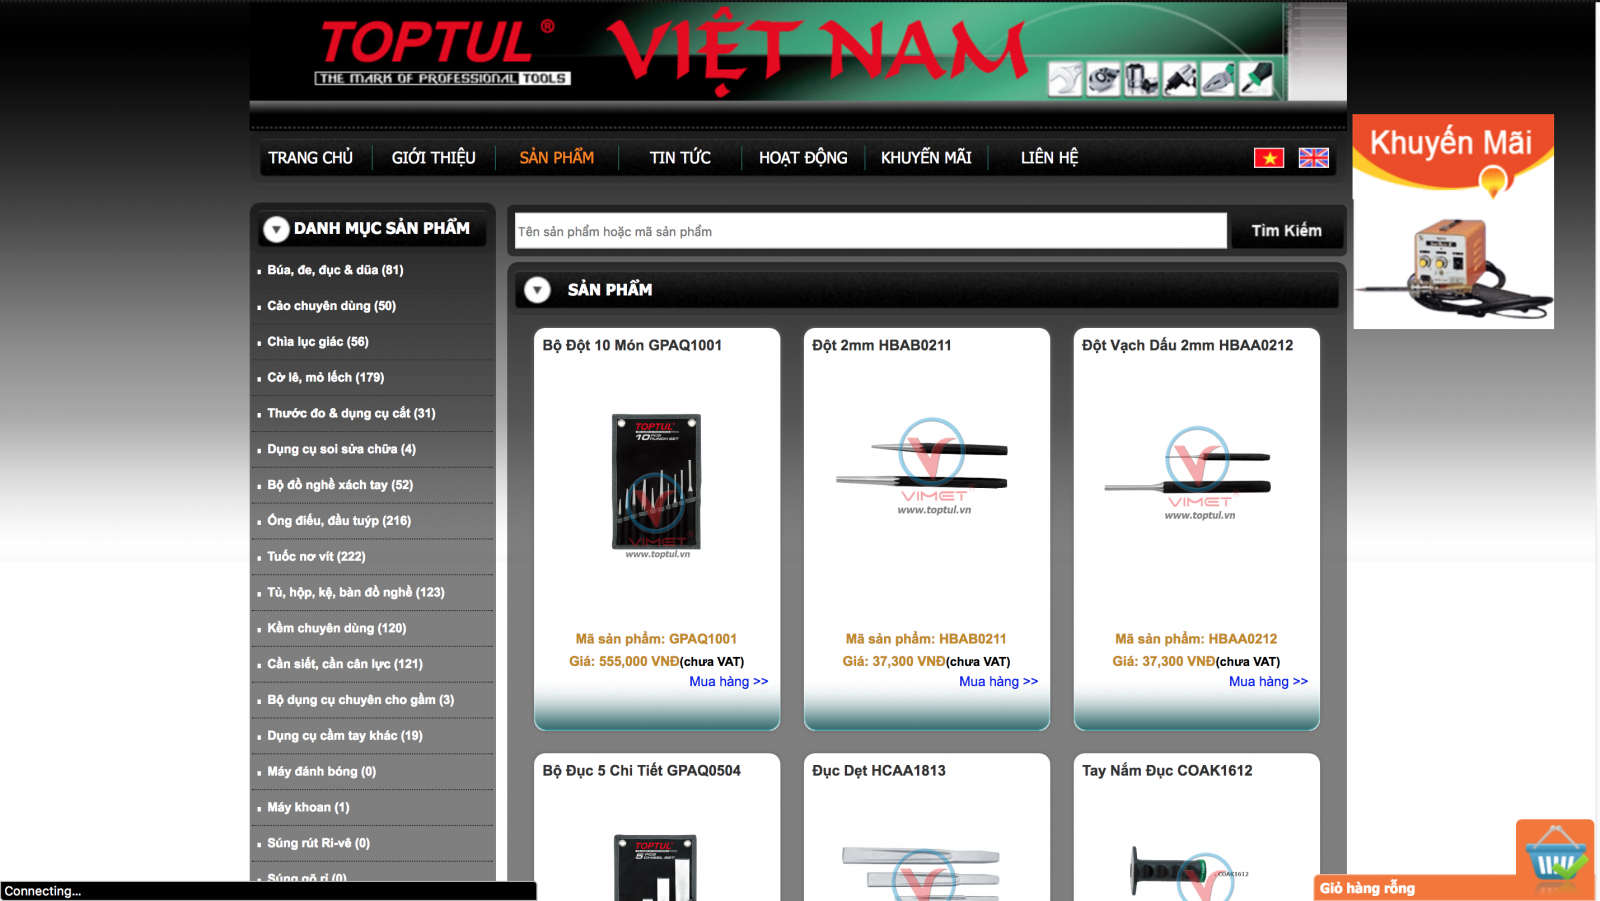 TOPTUL ®
VIỆT NAM
THE MARK OF PROFESSIONAL TOOLS
TRANG CHỦ
GIỚI THIỆU
SẢN PHẨM
TIN TỨC
HOẠT ĐỘNG
KHUYẾN MÃI
LIÊN HỆ
Khuyến Mãi
DANH MỤC SẢN PHẨM
Búa, đe, đục & dũa (81)
Cảo chuyên dùng (50)
Chìa lục giác (56)
Cờ lê, mỏ lếch (179)
Thước đo & dụng cụ cắt (31)
Dụng cụ soi sửa chữa (4)
Bộ đồ nghề xách tay (52)
Ống điếu, đầu tuýp (216)
Tuốc nơ vít (222)
Tủ, hộp, kệ, bàn đồ nghề (123)
Kềm chuyên dùng (120)
Cần siết, cần cân lực (121)
Bộ dụng cụ chuyên cho gầm (3)
Dụng cụ cầm tay khác (19)
Máy đánh bóng (0)
Máy khoan (1)
Súng rút Ri-vê (0)
Súng gõ rỉ (0)
Connecting...
Tên sản phẩm hoặc mã sản phẩm
Tìm Kiếm
SẢN PHẨM
Bộ Đột 10 Món GPAQ1001
TOPTUL
10 PCS PUNCH SET
VIMET
www.toptul.vn
Mã sản phẩm: GPAQ1001
Giá: 555,000 VNĐ(chưa VAT)
Mua hàng >>
Đột 2mm HBAB0211
VIMET
www.toptul.vn
Mã sản phẩm: HBAB0211
Giá: 37,300 VNĐ(chưa VAT)
Mua hàng >>
Đột Vạch Dấu 2mm HBAA0212
VIMET
www.toptul.vn
Mã sản phẩm: HBAA0212
Giá: 37,300 VNĐ(chưa VAT)
Mua hàng >>
Bộ Đục 5 Chi Tiết GPAQ0504
TOPTUL
5 PCS CHISEL SET
Đục Dẹt HCAA1813
Tay Nắm Đục COAK1612
COAK1612
Giỏ hàng rỗng